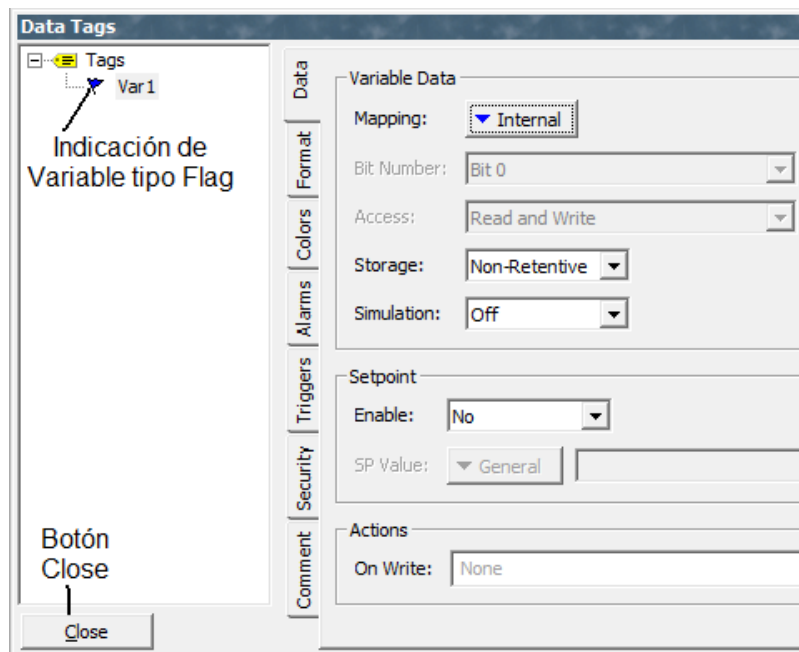 Data Tags
Tags
Var1
Indicación de
Variable tipo Flag
Botón
Close
Close
Data
Format
Colors
Alarms
Triggers
Security
Comment
Variable Data
Mapping: Internal
Bit Number: Bit 0
Access: Read and Write
Storage: Non-Retentive
Simulation: Off
Setpoint
Enable: No
SP Value: General
Actions
On Write: None